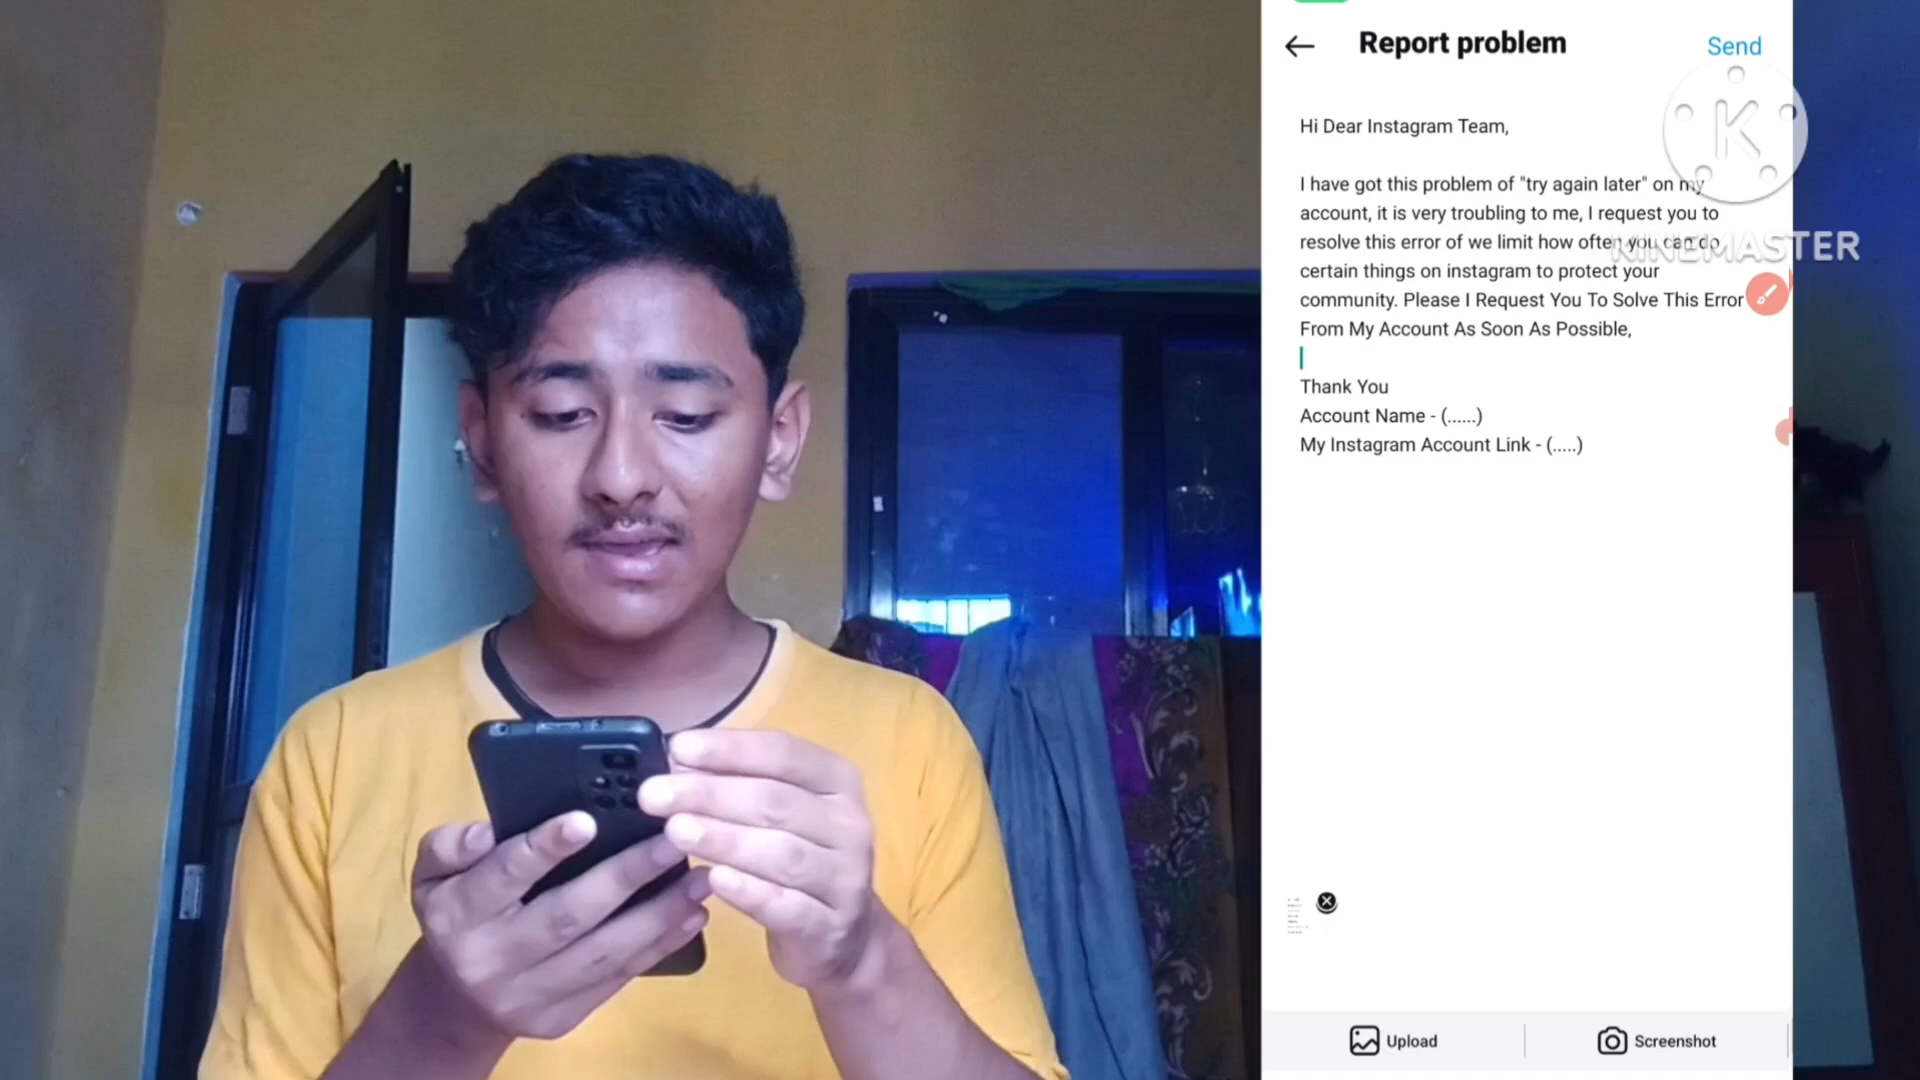 Report problem
Send
Hi Dear Instagram Team,
I have got this problem of "try again later" on my
account, it is very troubling to me, I request you to
resolve this error of we limit how often you can do
certain things on instagram to protect your
community. Please I Request You To Solve This Error
From My Account As Soon As Possible,
Thank You
Account Name - (......)
My Instagram Account Link - (.....)
Upload
Screenshot
K
KINEMASTER